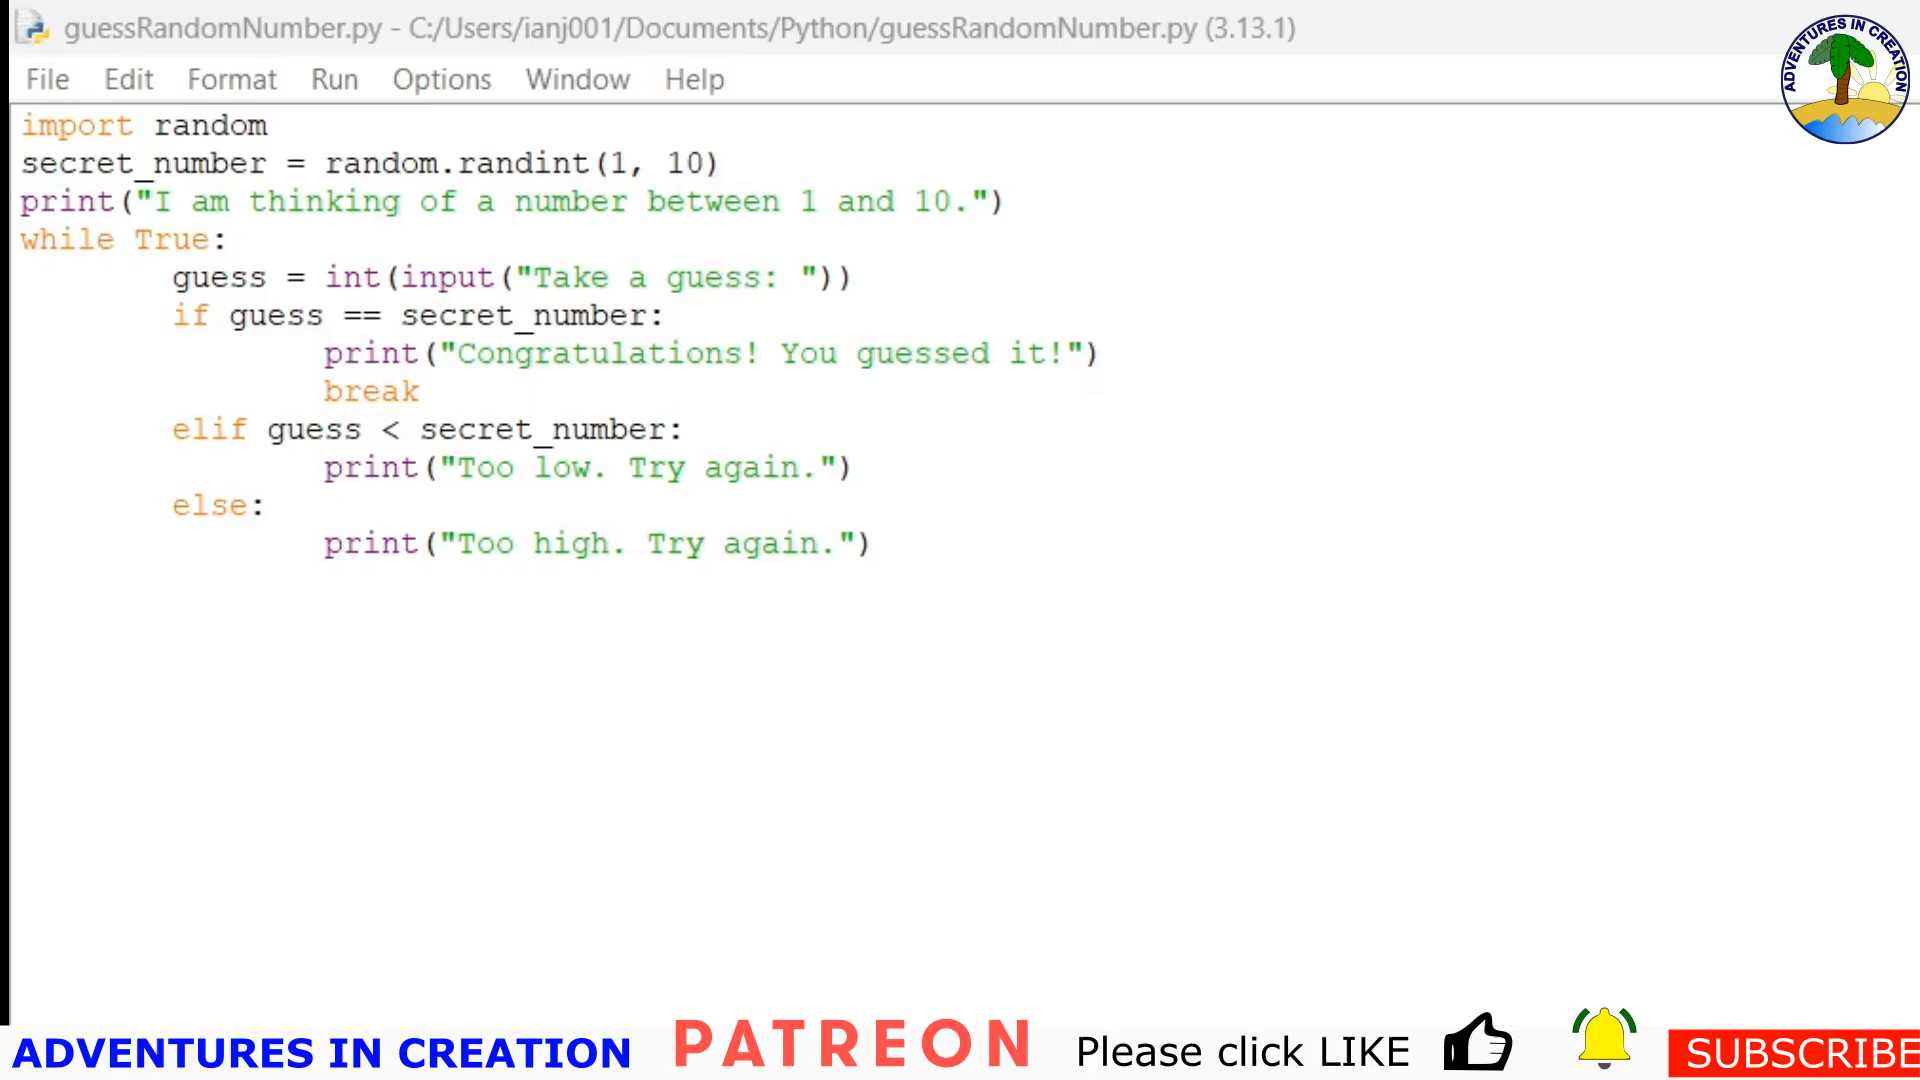 guessRandomNumber.py - C:/Users/ianj001/Documents/Python/guessRandomNumber.py (3.13.1)
ADVENTURES IN CREATION
File Edit Format Run Options Window Help
import random
secret_number = random.randint(1, 10)
print("I am thinking of a number between 1 and 10.")
while True:
        guess = int(input("Take a guess: "))
        if guess == secret_number:
                print("Congratulations! You guessed it!")
                break
        elif guess < secret_number:
                print("Too low. Try again.")
        else:
                print("Too high. Try again.")
ADVENTURES IN CREATION PATREON Please click LIKE SUBSCRIBE